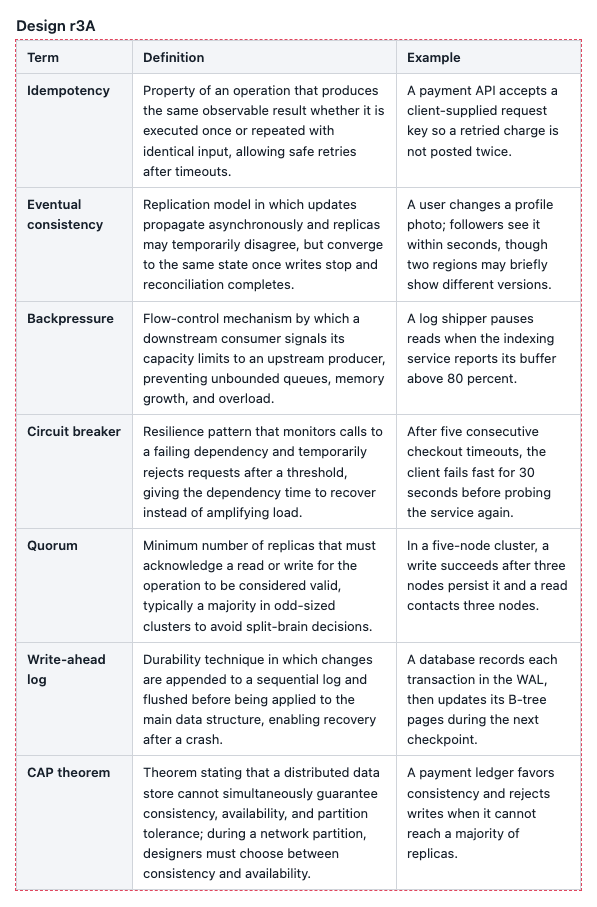 Design r3A
Term Definition Example
Idempotency
Property of an operation that produces
the same observable result whether it is
executed once or repeated with
identical input, allowing safe retries
after timeouts.
A payment API accepts a
client-supplied request
key so a retried charge is
not posted twice.
Eventual
consistency
Replication model in which updates
propagate asynchronously and replicas
may temporarily disagree, but converge
to the same state once writes stop and
reconciliation completes.
A user changes a profile
photo; followers see it
within seconds, though
two regions may briefly
show different versions.
Backpressure
Flow-control mechanism by which a
downstream consumer signals its
capacity limits to an upstream producer,
preventing unbounded queues, memory
growth, and overload.
A log shipper pauses
reads when the indexing
service reports its buffer
above 80 percent.
Circuit breaker
Resilience pattern that monitors calls to
a failing dependency and temporarily
rejects requests after a threshold,
giving the dependency time to recover
instead of amplifying load.
After five consecutive
checkout timeouts, the
client fails fast for 30
seconds before probing
the service again.
Quorum
Minimum number of replicas that must
acknowledge a read or write for the
operation to be considered valid,
typically a majority in odd-sized
clusters to avoid split-brain decisions.
In a five-node cluster, a
write succeeds after three
nodes persist it and a read
contacts three nodes.
Write-ahead
log
Durability technique in which changes
are appended to a sequential log and
flushed before being applied to the
main data structure, enabling recovery
after a crash.
A database records each
transaction in the WAL,
then updates its B-tree
pages during the next
checkpoint.
CAP theorem
Theorem stating that a distributed data
store cannot simultaneously guarantee
consistency, availability, and partition
tolerance; during a network partition,
designers must choose between
consistency and availability.
A payment ledger favors
consistency and rejects
writes when it cannot
reach a majority of
replicas.